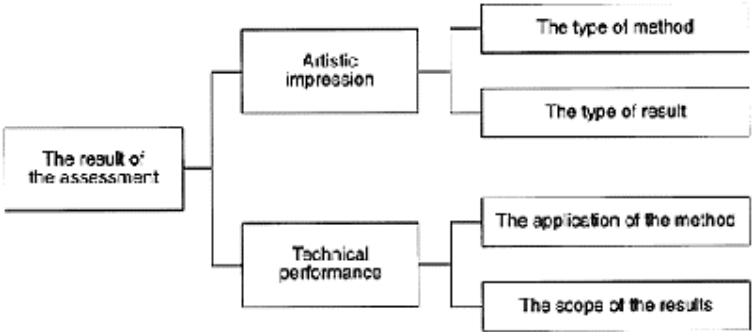 The type of method
Artistic
impression
The type of result
The result of
the assessment
The application of the method
Technical
performance
The scope of the results